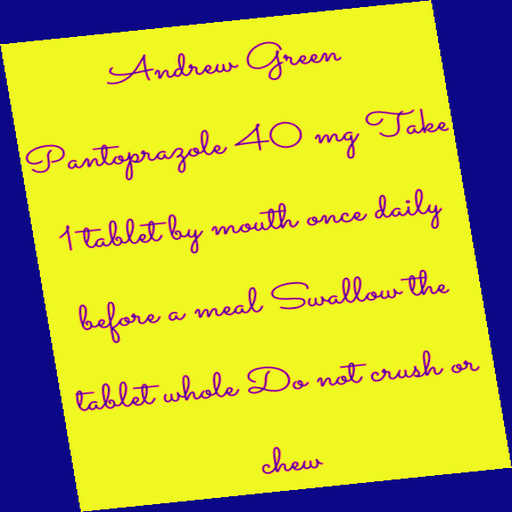 Andrew Green
Pantoprazole 40 mg Take
1 tablet by mouth once daily
before a meal Swallow the
tablet whole Do not crush or
chew